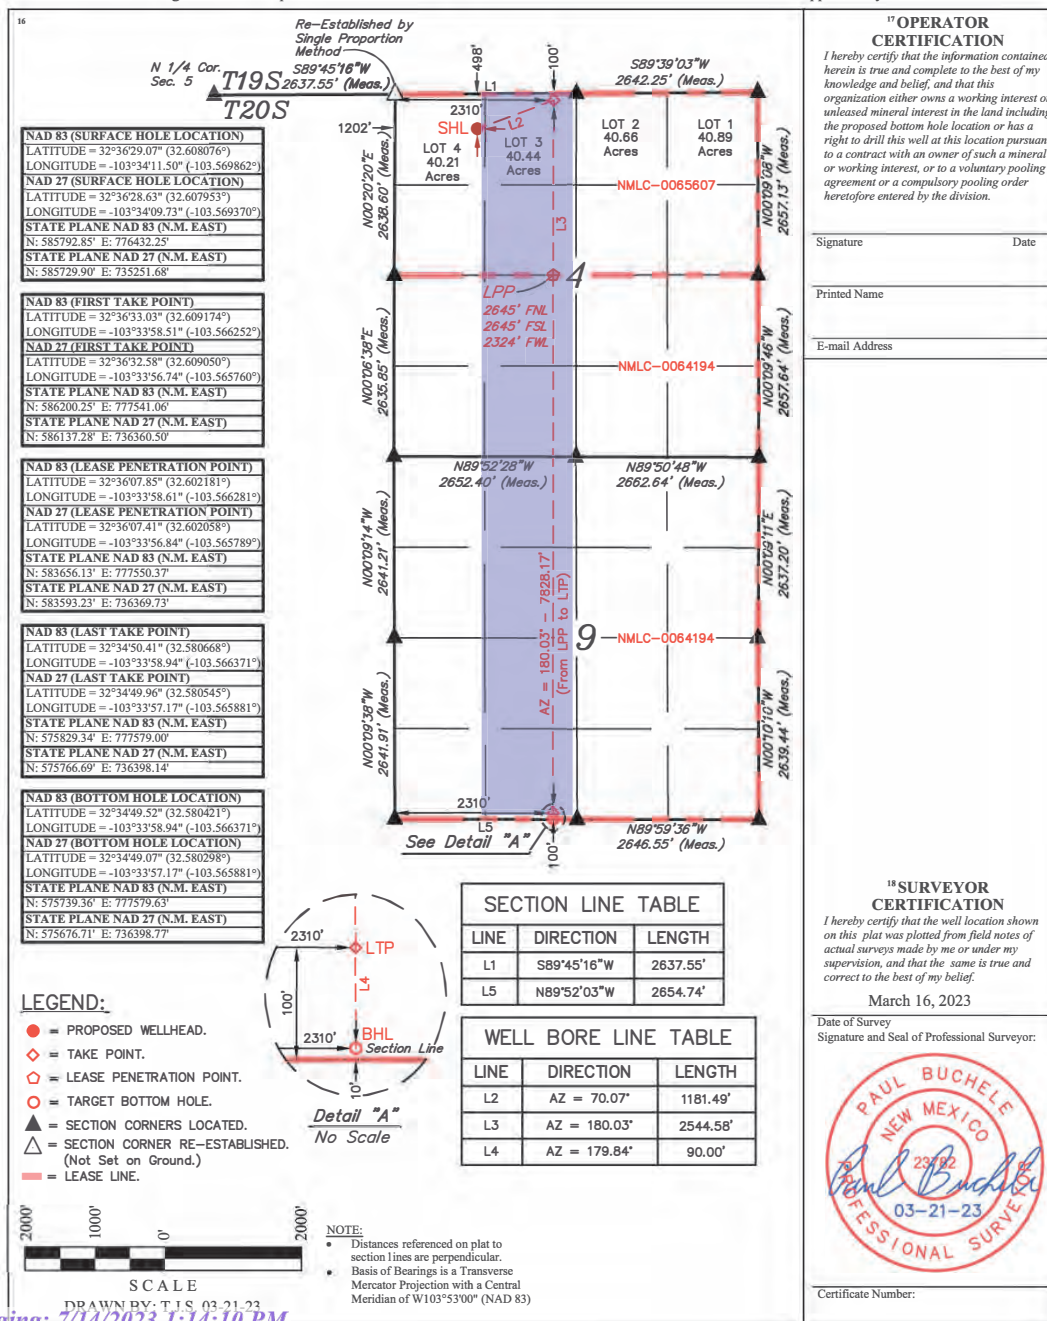 16
Re-Established by
Single Proportion
Method
N 1/4 Cor.
Sec. 5
T19S
T20S
S89°45'16"W
2637.55' (Meas.)
498'
100'
L1
S89°39'03"W
2642.25' (Meas.)
2310'
1202'
SHL
L2
LOT 4
40.21
Acres
LOT 3
40.44
Acres
LOT 2
40.66
Acres
LOT 1
40.89
Acres
N00°20'20"E
2638.60' (Meas.)
NMLC-0065607
N00°09'08"W
2657.13' (Meas.)
L3
4
LPP
2645' FNL
2645' FSL
2324' FWL
N00°06'38"E
2635.85' (Meas.)
NMLC-0064194
N00°09'46"W
2657.64' (Meas.)
N89°52'28"W
2652.40' (Meas.)
N89°50'48"W
2662.64' (Meas.)
N00°09'14"W
2641.21' (Meas.)
N00°09'11"E
2637.20' (Meas.)
AZ = 180.03° - 7828.17'
(From LPP to LTP)
9
NMLC-0064194
N00°09'38"W
2641.91' (Meas.)
N00°10'10"W
2639.44' (Meas.)
2310'
L5
See Detail "A"
100'
N89°59'36"W
2646.55' (Meas.)
NAD 83 (SURFACE HOLE LOCATION)
LATITUDE = 32°36'29.07" (32.608076°)
LONGITUDE = -103°34'11.50" (-103.569862°)
NAD 27 (SURFACE HOLE LOCATION)
LATITUDE = 32°36'28.63" (32.607953°)
LONGITUDE = -103°34'09.73" (-103.569370°)
STATE PLANE NAD 83 (N.M. EAST)
N: 585792.85' E: 776432.25'
STATE PLANE NAD 27 (N.M. EAST)
N: 585729.90' E: 735251.68'
NAD 83 (FIRST TAKE POINT)
LATITUDE = 32°36'33.03" (32.609174°)
LONGITUDE = -103°33'58.51" (-103.566252°)
NAD 27 (FIRST TAKE POINT)
LATITUDE = 32°36'32.58" (32.609050°)
LONGITUDE = -103°33'56.74" (-103.565760°)
STATE PLANE NAD 83 (N.M. EAST)
N: 586200.25' E: 777541.06'
STATE PLANE NAD 27 (N.M. EAST)
N: 586137.28' E: 736360.50'
NAD 83 (LEASE PENETRATION POINT)
LATITUDE = 32°36'07.85" (32.602181°)
LONGITUDE = -103°33'58.61" (-103.566281°)
NAD 27 (LEASE PENETRATION POINT)
LATITUDE = 32°36'07.41" (32.602058°)
LONGITUDE = -103°33'56.84" (-103.565789°)
STATE PLANE NAD 83 (N.M. EAST)
N: 583656.13' E: 777550.37'
STATE PLANE NAD 27 (N.M. EAST)
N: 583593.23' E: 736369.73'
NAD 83 (LAST TAKE POINT)
LATITUDE = 32°34'50.41" (32.580668°)
LONGITUDE = -103°33'58.94" (-103.566371°)
NAD 27 (LAST TAKE POINT)
LATITUDE = 32°34'49.96" (32.580545°)
LONGITUDE = -103°33'57.17" (-103.565881°)
STATE PLANE NAD 83 (N.M. EAST)
N: 575829.34' E: 777579.00'
STATE PLANE NAD 27 (N.M. EAST)
N: 575766.69' E: 736398.14'
NAD 83 (BOTTOM HOLE LOCATION)
LATITUDE = 32°34'49.52" (32.580421°)
LONGITUDE = -103°33'58.94" (-103.566371°)
NAD 27 (BOTTOM HOLE LOCATION)
LATITUDE = 32°34'49.07" (32.580298°)
LONGITUDE = -103°33'57.17" (-103.565881°)
STATE PLANE NAD 83 (N.M. EAST)
N: 575739.36' E: 777579.63'
STATE PLANE NAD 27 (N.M. EAST)
N: 575676.71' E: 736398.77'
LEGEND:
= PROPOSED WELLHEAD.
= TAKE POINT.
= LEASE PENETRATION POINT.
= TARGET BOTTOM HOLE.
= SECTION CORNERS LOCATED.
= SECTION CORNER RE-ESTABLISHED.
(Not Set on Ground.)
= LEASE LINE.
2310'
LTP
L4
100'
2310'
BHL
Section Line
10'
Detail "A"
No Scale
SECTION LINE TABLE
LINE DIRECTION LENGTH
L1 S89°45'16"W 2637.55'
L5 N89°52'03"W 2654.74'
WELL BORE LINE TABLE
LINE DIRECTION LENGTH
L2 AZ = 70.07° 1181.49'
L3 AZ = 180.03° 2544.58'
L4 AZ = 179.84° 90.00'
2000' 1000' 0' 2000'
SCALE
DRAWN BY: T.J.S. 03-21-23
NOTE:
• Distances referenced on plat to
section lines are perpendicular.
• Basis of Bearings is a Transverse
Mercator Projection with a Central
Meridian of W103°53'00" (NAD 83)
17 OPERATOR
CERTIFICATION
I hereby certify that the information contained
herein is true and complete to the best of my
knowledge and belief, and that this
organization either owns a working interest o
unleased mineral interest in the land including
the proposed bottom hole location or has a
right to drill this well at this location pursuan
to a contract with an owner of such a mineral
or working interest, or to a voluntary pooling
agreement or a compulsory pooling order
heretofore entered by the division.
Signature Date
Printed Name
E-mail Address
18 SURVEYOR
CERTIFICATION
I hereby certify that the well location shown
on this plat was plotted from field notes of
actual surveys made by me or under my
supervision, and that the same is true and
correct to the best of my belief.
March 16, 2023
Date of Survey
Signature and Seal of Professional Surveyor:
PAUL BUCHELE
NEW MEXICO
23782
Paul Buchele
03-21-23
PROFESSIONAL SURVEYOR
Certificate Number:
ging: 7/14/2023 1:14:10 PM